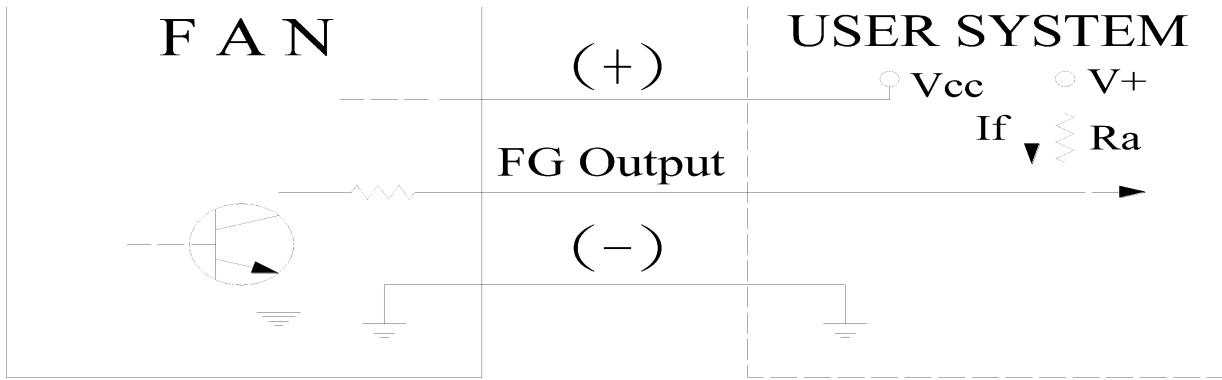 F A N
USER SYSTEM
(+)
Vcc
V+
If
Ra
FG Output
(-)